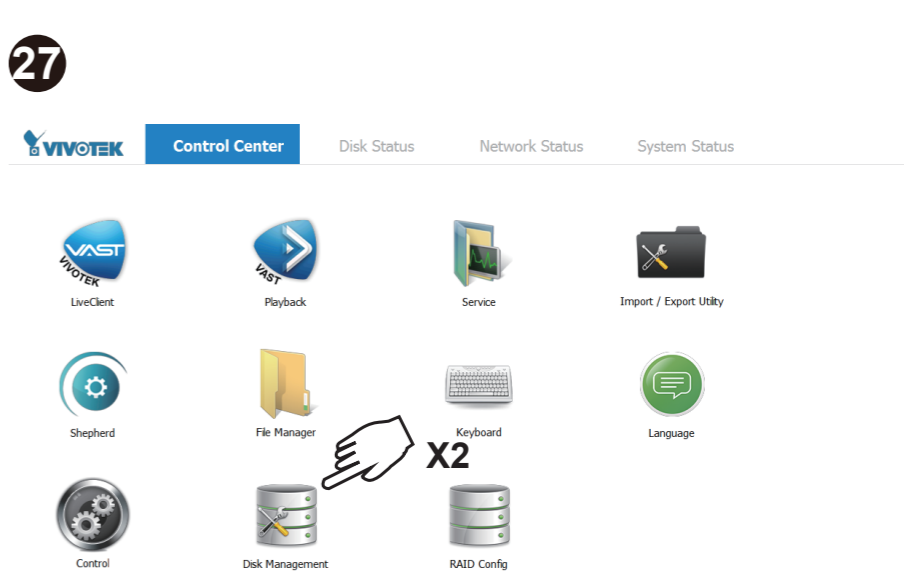 27
VIVOTEK Control Center Disk Status Network Status System Status
VAST VIVOTEK
VAST
LiveClient Playback Service Import / Export Utility
Shepherd File Manager Keyboard Language
X2
Control Disk Management RAID Config